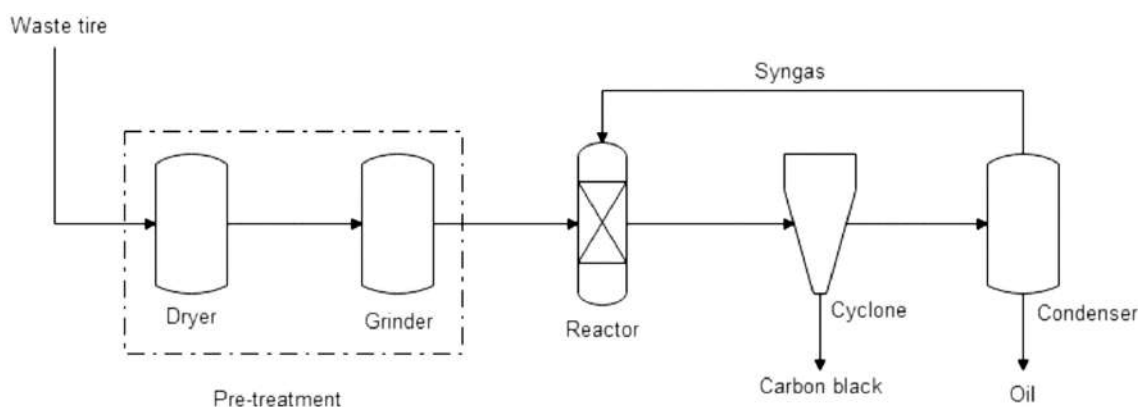 Waste tire
Syngas
Dryer
Grinder
Reactor
Cyclone
Condenser
Carbon black
Oil
Pre-treatment